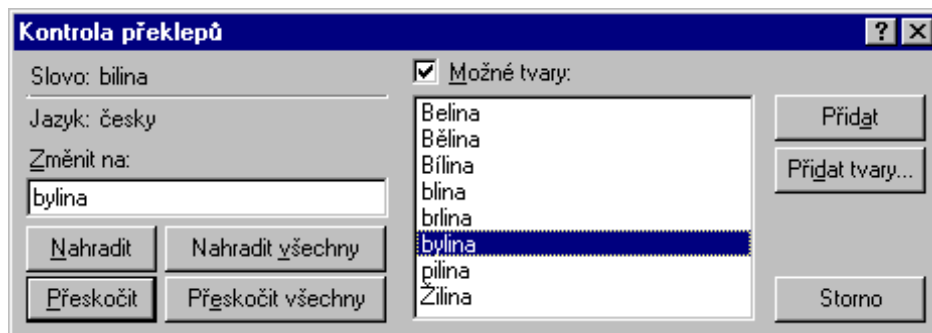 Kontrola překlepů
Slovo: bilina
Jazyk: česky
Změnit na:
bylina
Nahradit
Nahradit všechny
Přeskočit
Přeskočit všechny
Možné tvary:
Belina
Bělina
Bílina
blina
brlina
bylina
pilina
Žilina
Přidat
Přidat tvary...
Storno